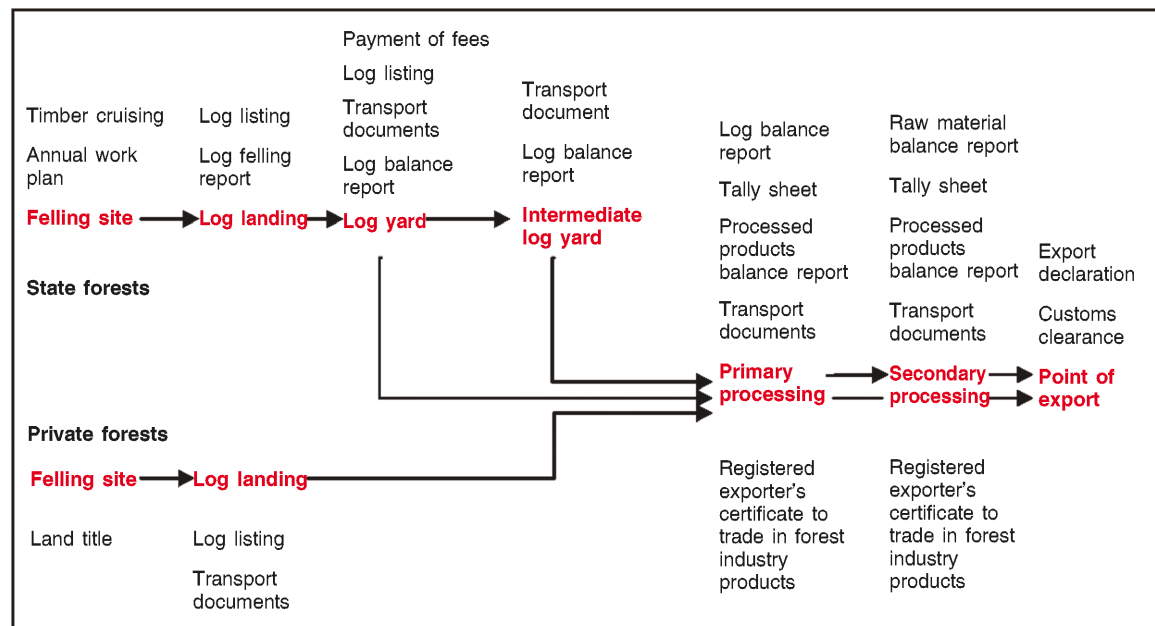 Timber cruising
Annual work
plan
Felling site
Log listing
Log felling
report
Log landing
Payment of fees
Log listing
Transport
documents
Log balance
report
Log yard
Transport
document
Log balance
report
Intermediate
log yard
State forests
Log balance
report
Tally sheet
Processed
products
balance report
Transport
documents
Primary
processing
Registered
exporter's
certificate to
trade in forest
industry
products
Raw material
balance report
Tally sheet
Processed
products
balance report
Transport
documents
Secondary
processing
Registered
exporter's
certificate to
trade in forest
industry
products
Export
declaration
Customs
clearance
Point of
export
Private forests
Felling site
Land title
Log landing
Log listing
Transport
documents